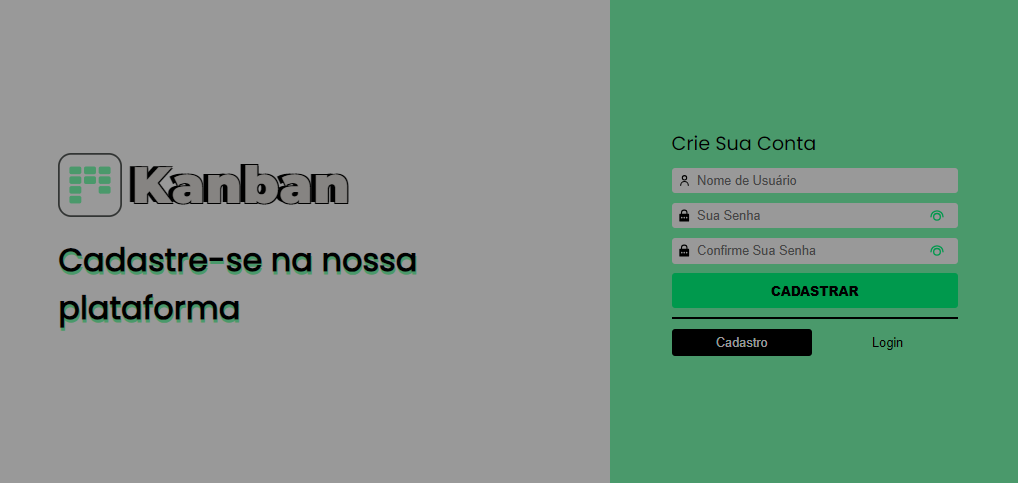 Kanban
Cadastre-se na nossa
plataforma
Crie Sua Conta
Nome de Usuário
Sua Senha
Confirme Sua Senha
CADASTRAR
Cadastro Login